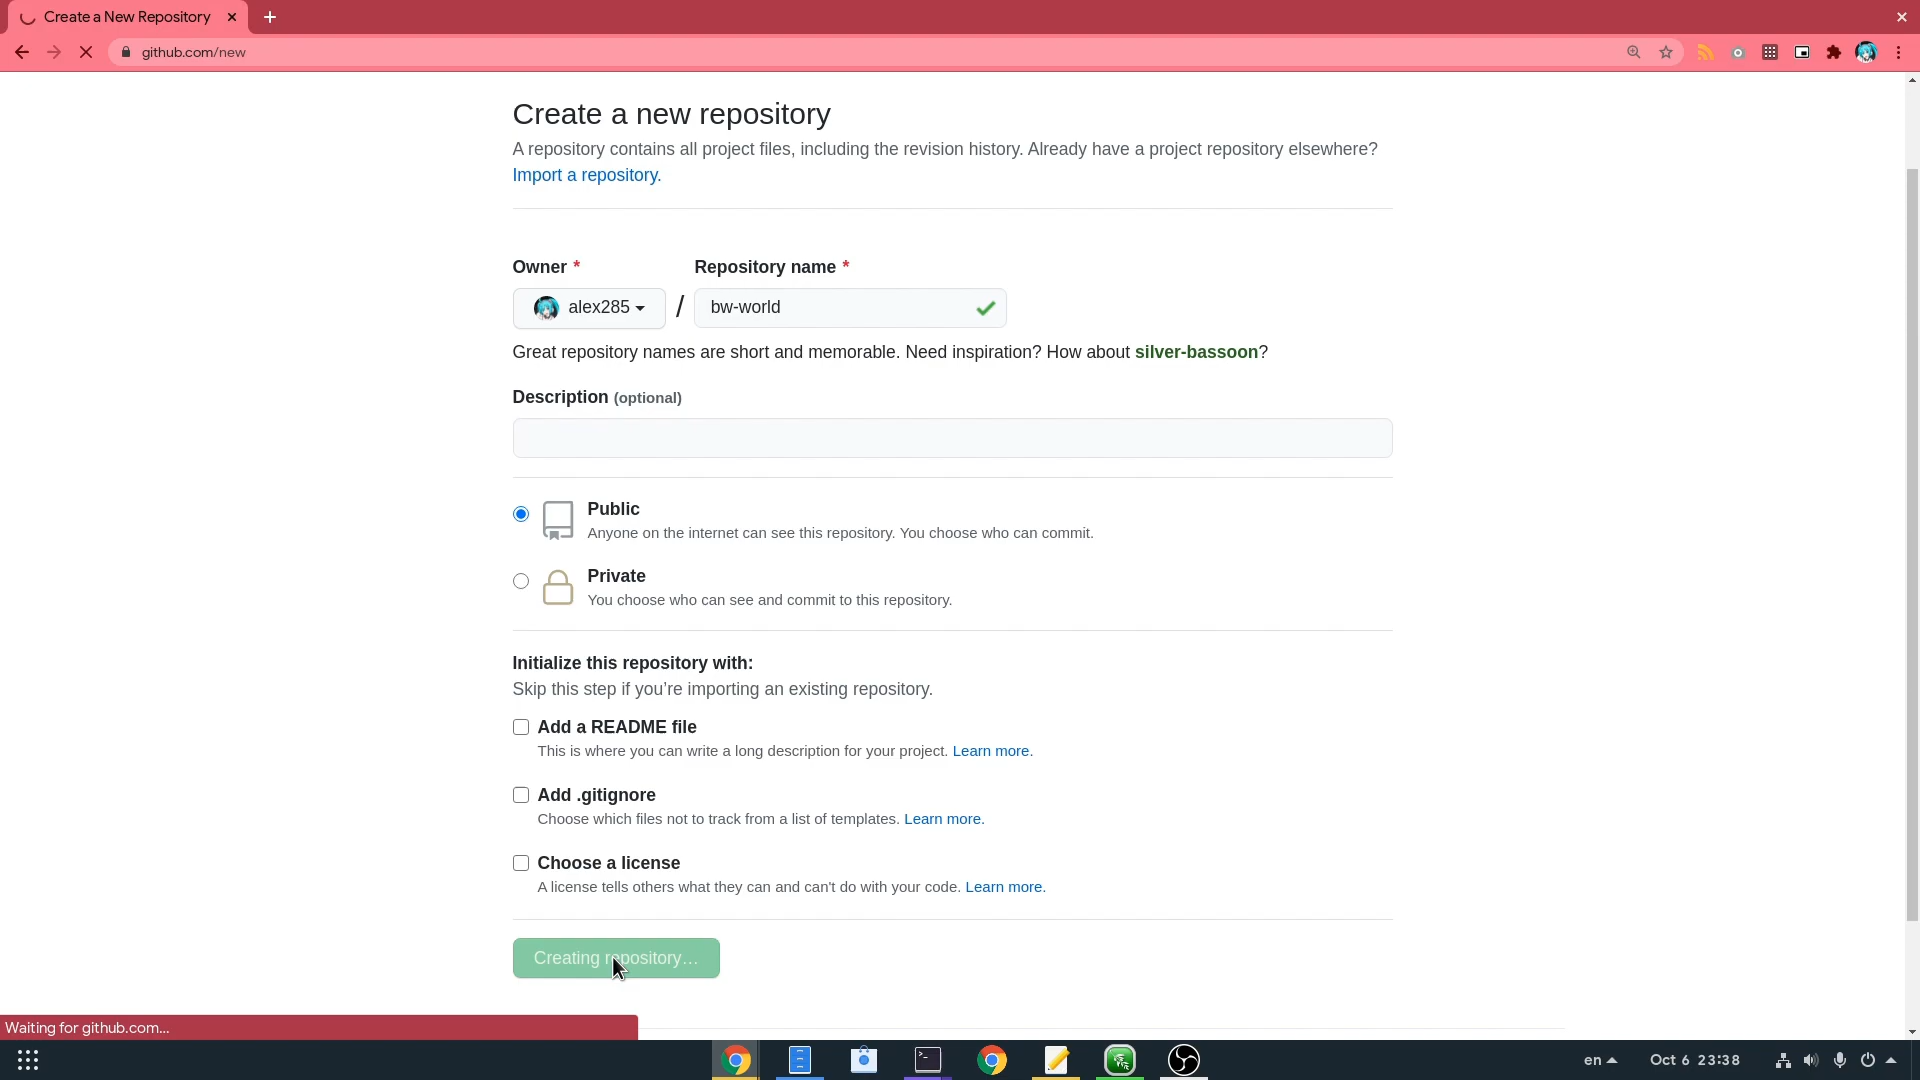 Create a New Repository
github.com/new
Create a new repository
A repository contains all project files, including the revision history. Already have a project repository elsewhere?
Import a repository.
Owner * Repository name *
alex285 / bw-world
Great repository names are short and memorable. Need inspiration? How about silver-bassoon?
Description (optional)
Public
Anyone on the internet can see this repository. You choose who can commit.
Private
You choose who can see and commit to this repository.
Initialize this repository with:
Skip this step if you’re importing an existing repository.
Add a README file
This is where you can write a long description for your project. Learn more.
Add .gitignore
Choose which files not to track from a list of templates. Learn more.
Choose a license
A license tells others what they can and can't do with your code. Learn more.
Creating repository…
Waiting for github.com...
en Oct 6 23:38